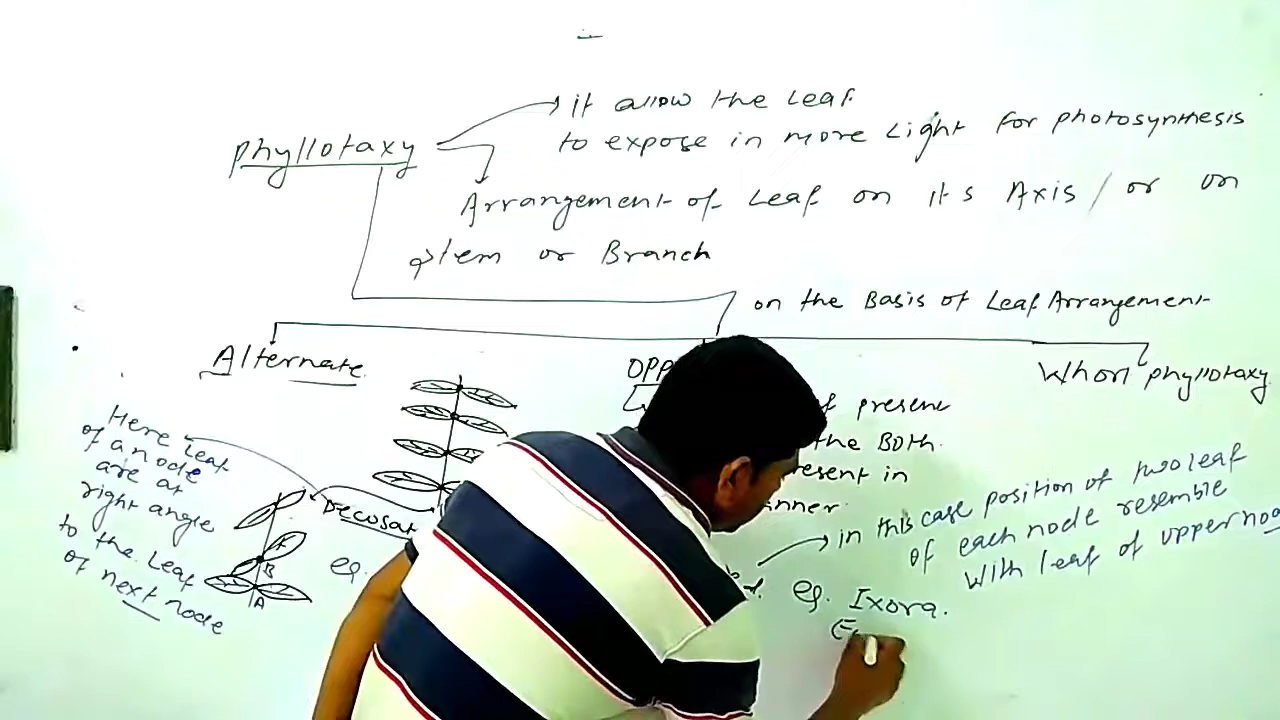 it allow the Leaf
phyllotaxy
to expose in more Light for photosynthesis
Arrangement of Leaf on its Axis / or on
stem or Branch
on the Basis of Leaf Arrangement
Alternate
OPP
Whorl phyllotaxy
Here Leaf
of a node
are at
right angle
to the Leaf
of next node
Decusat
eg.
B
A
f present
the BOTH
resent in
anner
in this case position of two leaf
of each node resemble
with leaf of upper no
eg. Ixora.